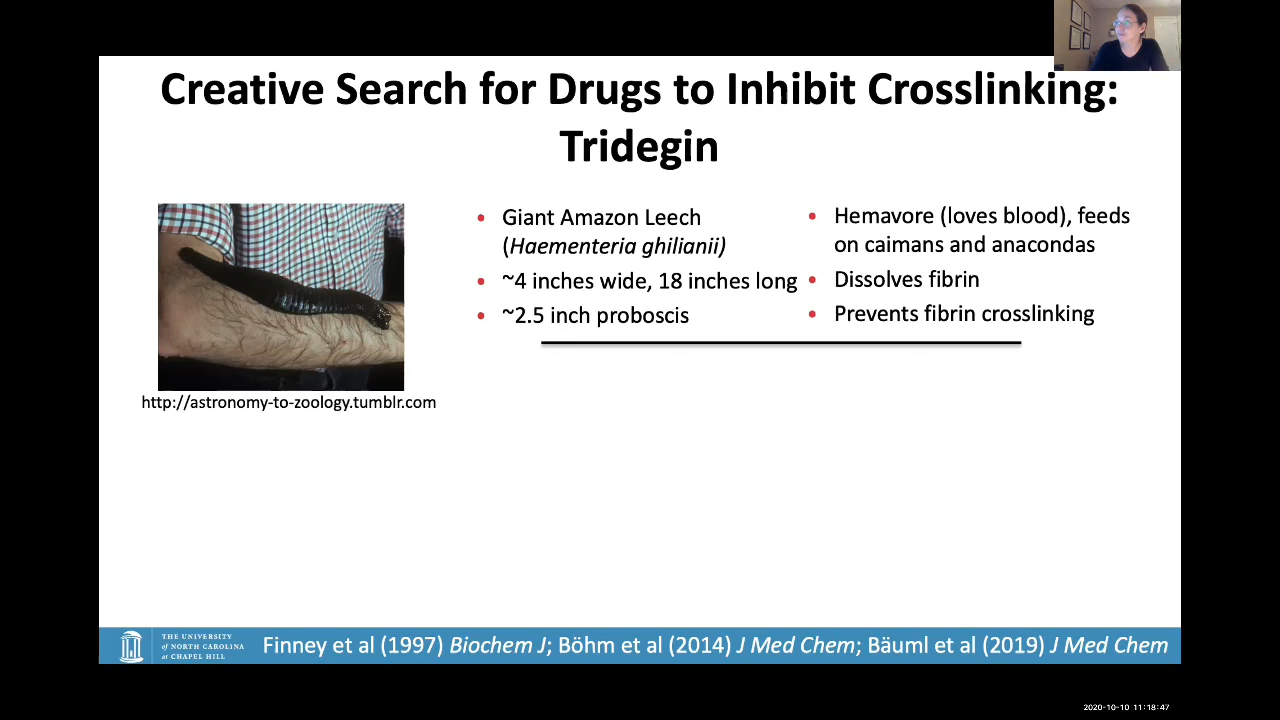 Creative Search for Drugs to Inhibit Crosslinking:
Tridegin
• Giant Amazon Leech
(Haementeria ghilianii)
• ~4 inches wide, 18 inches long
• ~2.5 inch proboscis
• Hemavore (loves blood), feeds
on caimans and anacondas
• Dissolves fibrin
• Prevents fibrin crosslinking
http://astronomy-to-zoology.tumblr.com
THE UNIVERSITY
of NORTH CAROLINA
at CHAPEL HILL
Finney et al (1997) Biochem J; Böhm et al (2014) J Med Chem; Bäuml et al (2019) J Med Chem
2020-10-10 11:18:47